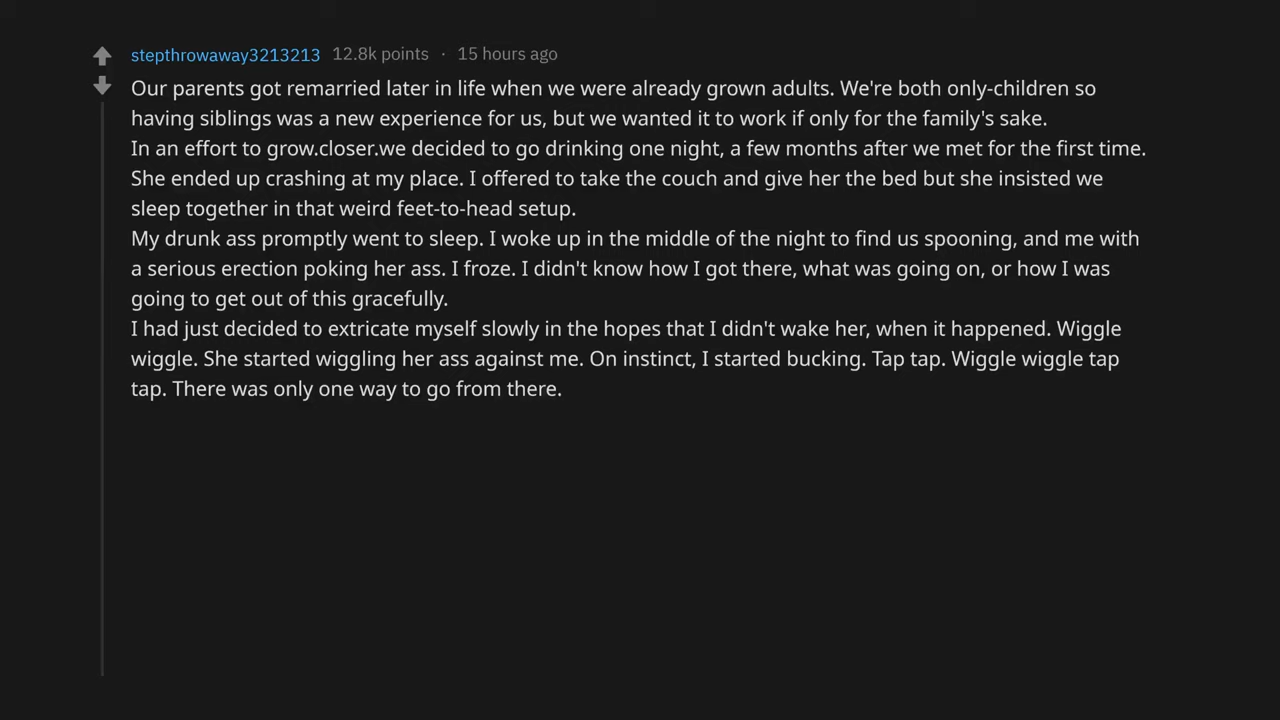 stepthrowaway3213213 12.8k points · 15 hours ago
Our parents got remarried later in life when we were already grown adults. We're both only-children so
having siblings was a new experience for us, but we wanted it to work if only for the family's sake.
In an effort to grow.closer.we decided to go drinking one night, a few months after we met for the first time.
She ended up crashing at my place. I offered to take the couch and give her the bed but she insisted we
sleep together in that weird feet-to-head setup.
My drunk ass promptly went to sleep. I woke up in the middle of the night to find us spooning, and me with
a serious erection poking her ass. I froze. I didn't know how I got there, what was going on, or how I was
going to get out of this gracefully.
I had just decided to extricate myself slowly in the hopes that I didn't wake her, when it happened. Wiggle
wiggle. She started wiggling her ass against me. On instinct, I started bucking. Tap tap. Wiggle wiggle tap
tap. There was only one way to go from there.